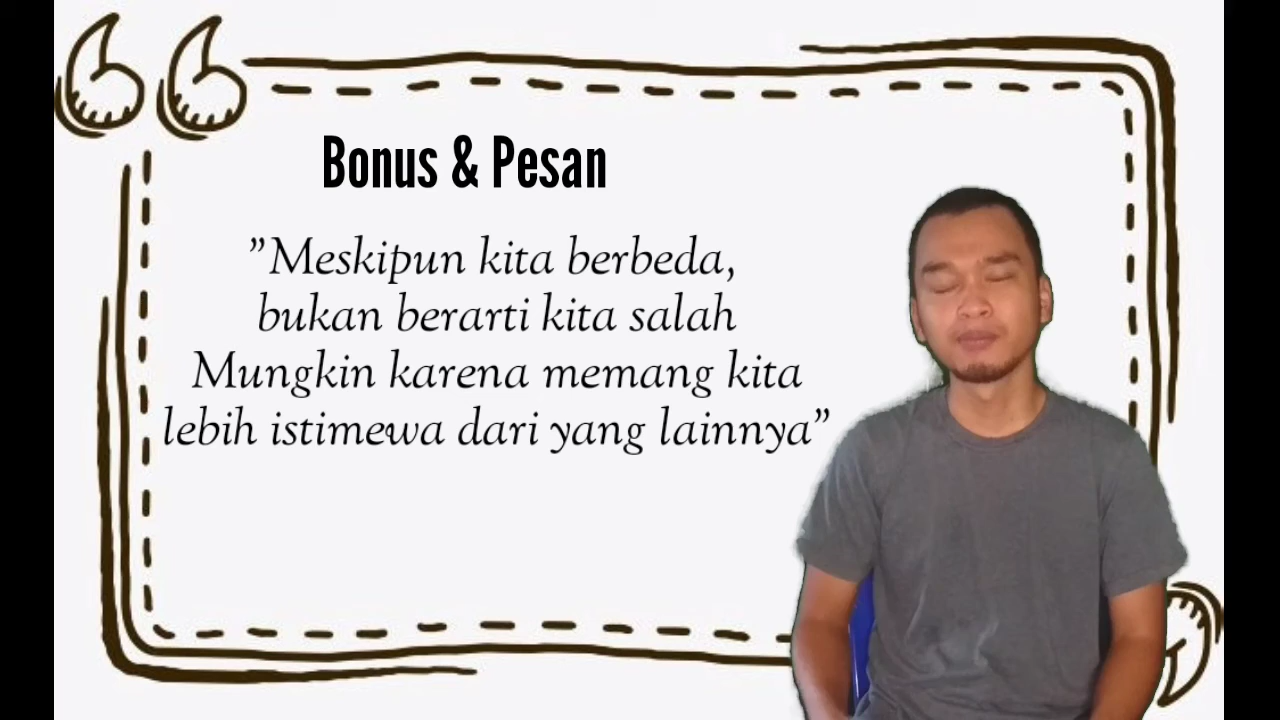 Bonus & Pesan
”Meskipun kita berbeda,
bukan berarti kita salah
Mungkin karena memang kita
lebih istimewa dari yang lainnya”